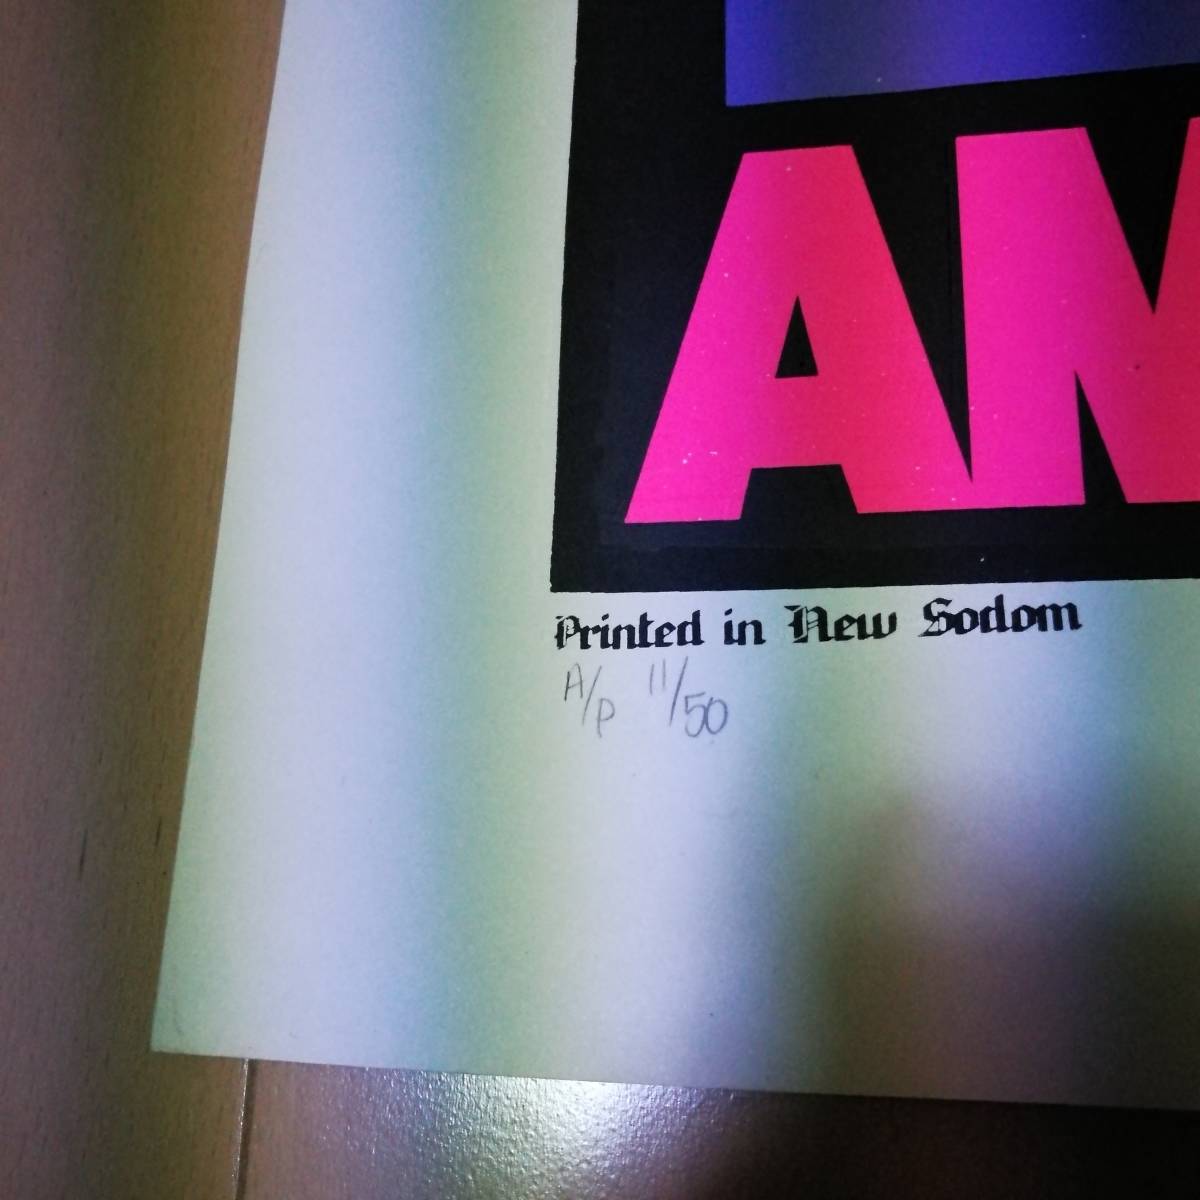 AM
Printed in New Sodom
A/P 11/50